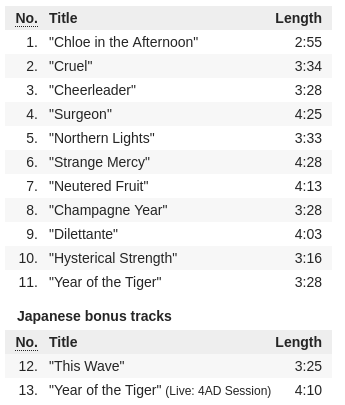 No. Title Length
1. "Chloe in the Afternoon" 2:55
2. "Cruel" 3:34
3. "Cheerleader" 3:28
4. "Surgeon" 4:25
5. "Northern Lights" 3:33
6. "Strange Mercy" 4:28
7. "Neutered Fruit" 4:13
8. "Champagne Year" 3:28
9. "Dilettante" 4:03
10. "Hysterical Strength" 3:16
11. "Year of the Tiger" 3:28
Japanese bonus tracks
No. Title Length
12. "This Wave" 3:25
13. "Year of the Tiger" (Live: 4AD Session) 4:10